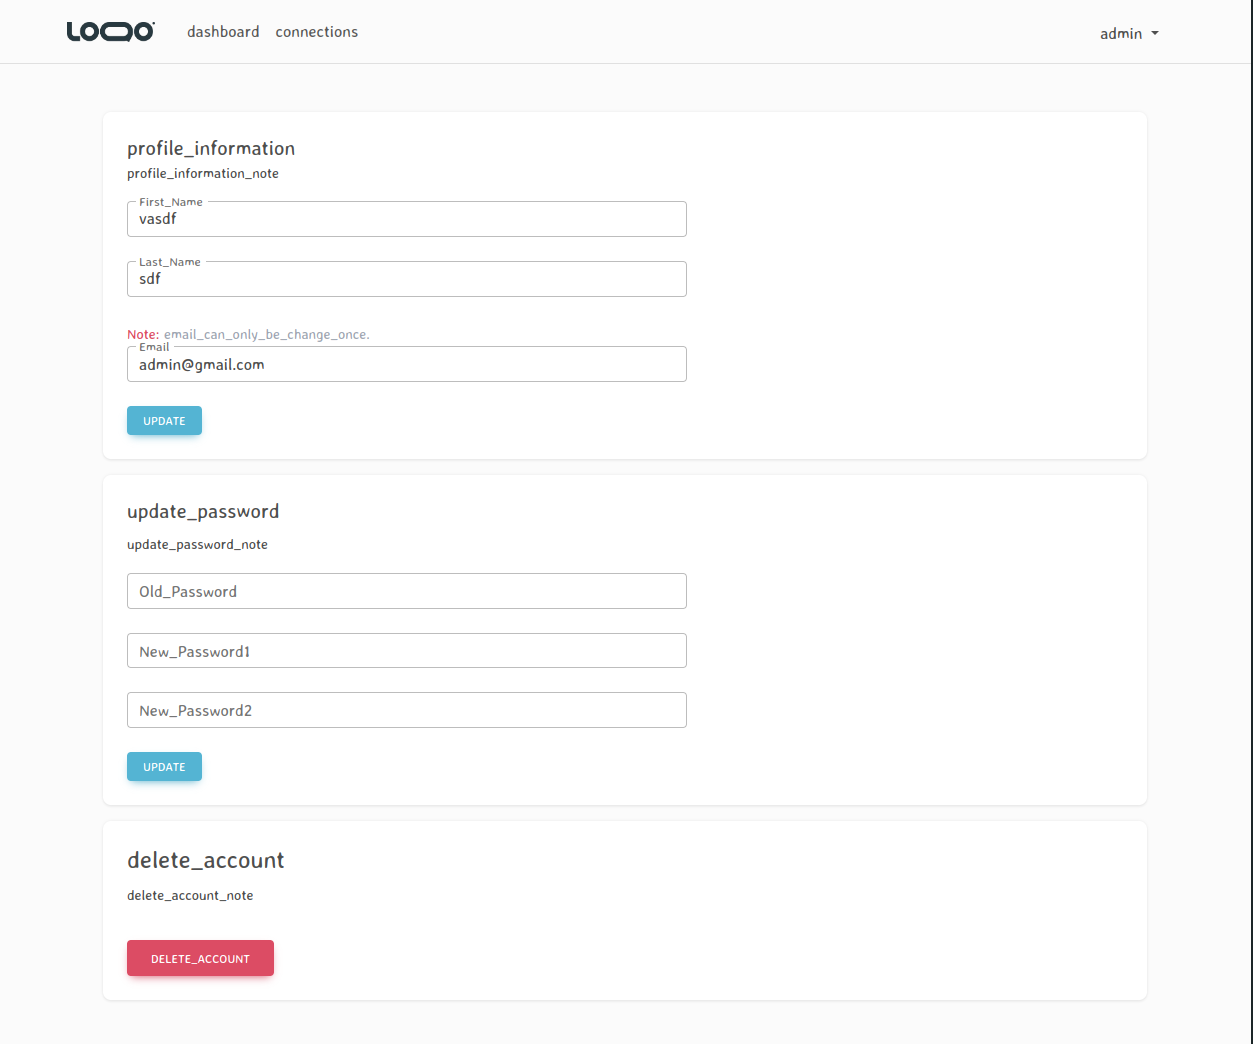 LOGO
dashboard connections admin
profile_information
profile_information_note
First_Name
vasdf
Last_Name
sdf
Note: email_can_only_be_change_once.
Email
admin@gmail.com
UPDATE
update_password
update_password_note
Old_Password
New_Password1
New_Password2
UPDATE
delete_account
delete_account_note
DELETE_ACCOUNT